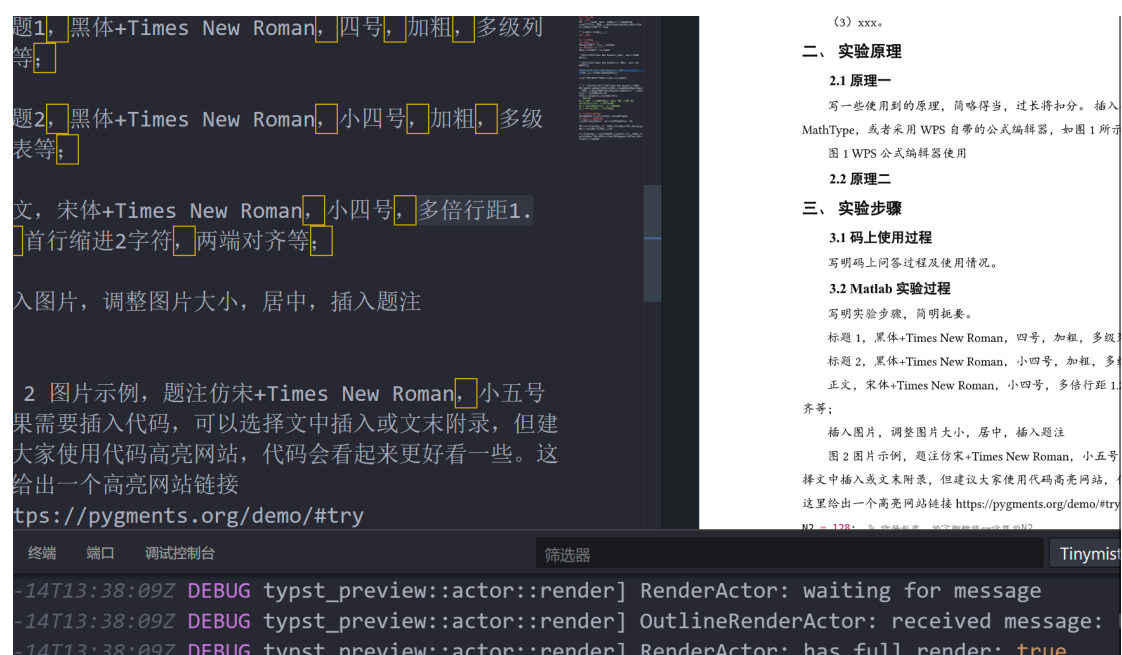 题1，黑体+Times New Roman，四号，加粗，多级列
等；
题2，黑体+Times New Roman，小四号，加粗，多级
表等；
文，宋体+Times New Roman，小四号，多倍行距1.
首行缩进2字符，两端对齐等；
入图片，调整图片大小，居中，插入题注
2 图片示例，题注仿宋+Times New Roman，小五号
果需要插入代码，可以选择文中插入或文末附录，但建
大家使用代码高亮网站，代码会看起来更好看一些。这
给出一个高亮网站链接
tps://pygments.org/demo/#try
（3）xxx。
二、 实验原理
2.1 原理一
写一些使用到的原理，简略得当，过长将扣分。 插入
MathType，或者采用 WPS 自带的公式编辑器，如图 1 所示
图 1 WPS 公式编辑器使用
2.2 原理二
三、 实验步骤
3.1 码上使用过程
写明码上问答过程及使用情况。
3.2 Matlab 实验过程
写明实验步骤，简明扼要。
标题 1，黑体+Times New Roman，四号，加粗，多级
标题 2，黑体+Times New Roman，小四号，加粗，多
正文，宋体+Times New Roman，小四号，多倍行距 1.
齐等；
插入图片，调整图片大小，居中，插入题注
图 2 图片示例，题注仿宋+Times New Roman，小五号
择文中插入或文末附录，但建议大家使用代码高亮网站，
这里给出一个高亮网站链接 https://pygments.org/demo/#try
N2 = 128;
终端 端口 调试控制台 筛选器 Tinymist
-14T13:38:09Z DEBUG typst_preview::actor::render] RenderActor: waiting for message
-14T13:38:09Z DEBUG typst_preview::actor::render] OutlineRenderActor: received message:
-14T13:38:09Z DEBUG typst_preview::actor::render] RenderActor: has full render: true